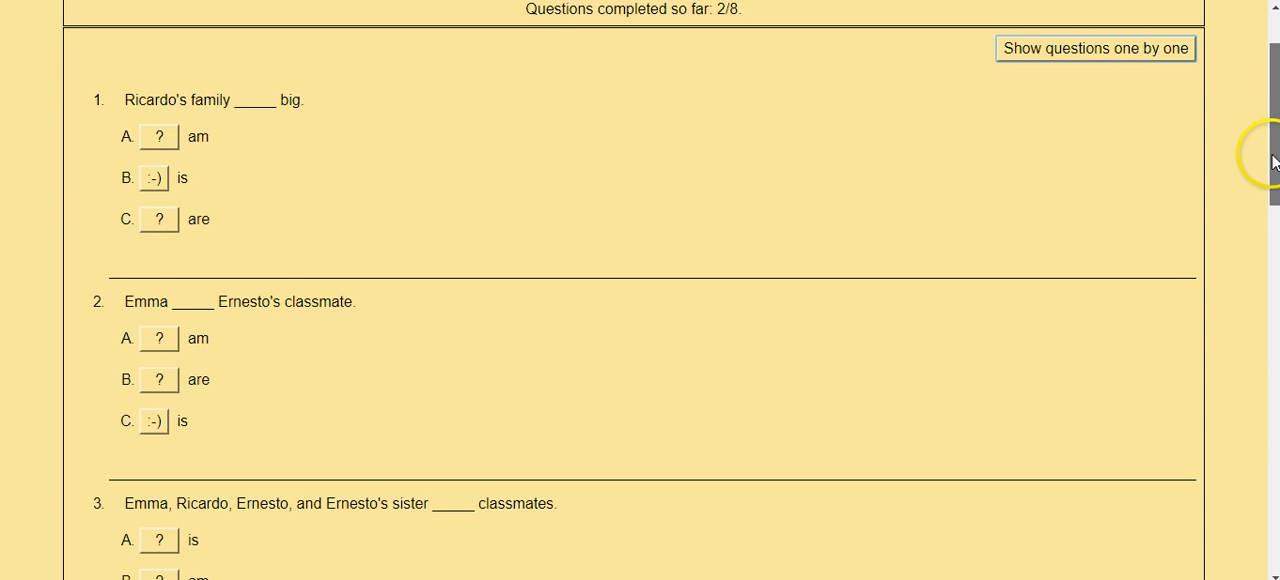 Questions completed so far: 2/8.
Show questions one by one
1. Ricardo's family _____ big.
A. ? am
B. :-) is
C. ? are
2. Emma _____ Ernesto's classmate.
A. ? am
B. ? are
C. :-) is
3. Emma, Ricardo, Ernesto, and Ernesto's sister _____ classmates.
A. ? is
B. ? am